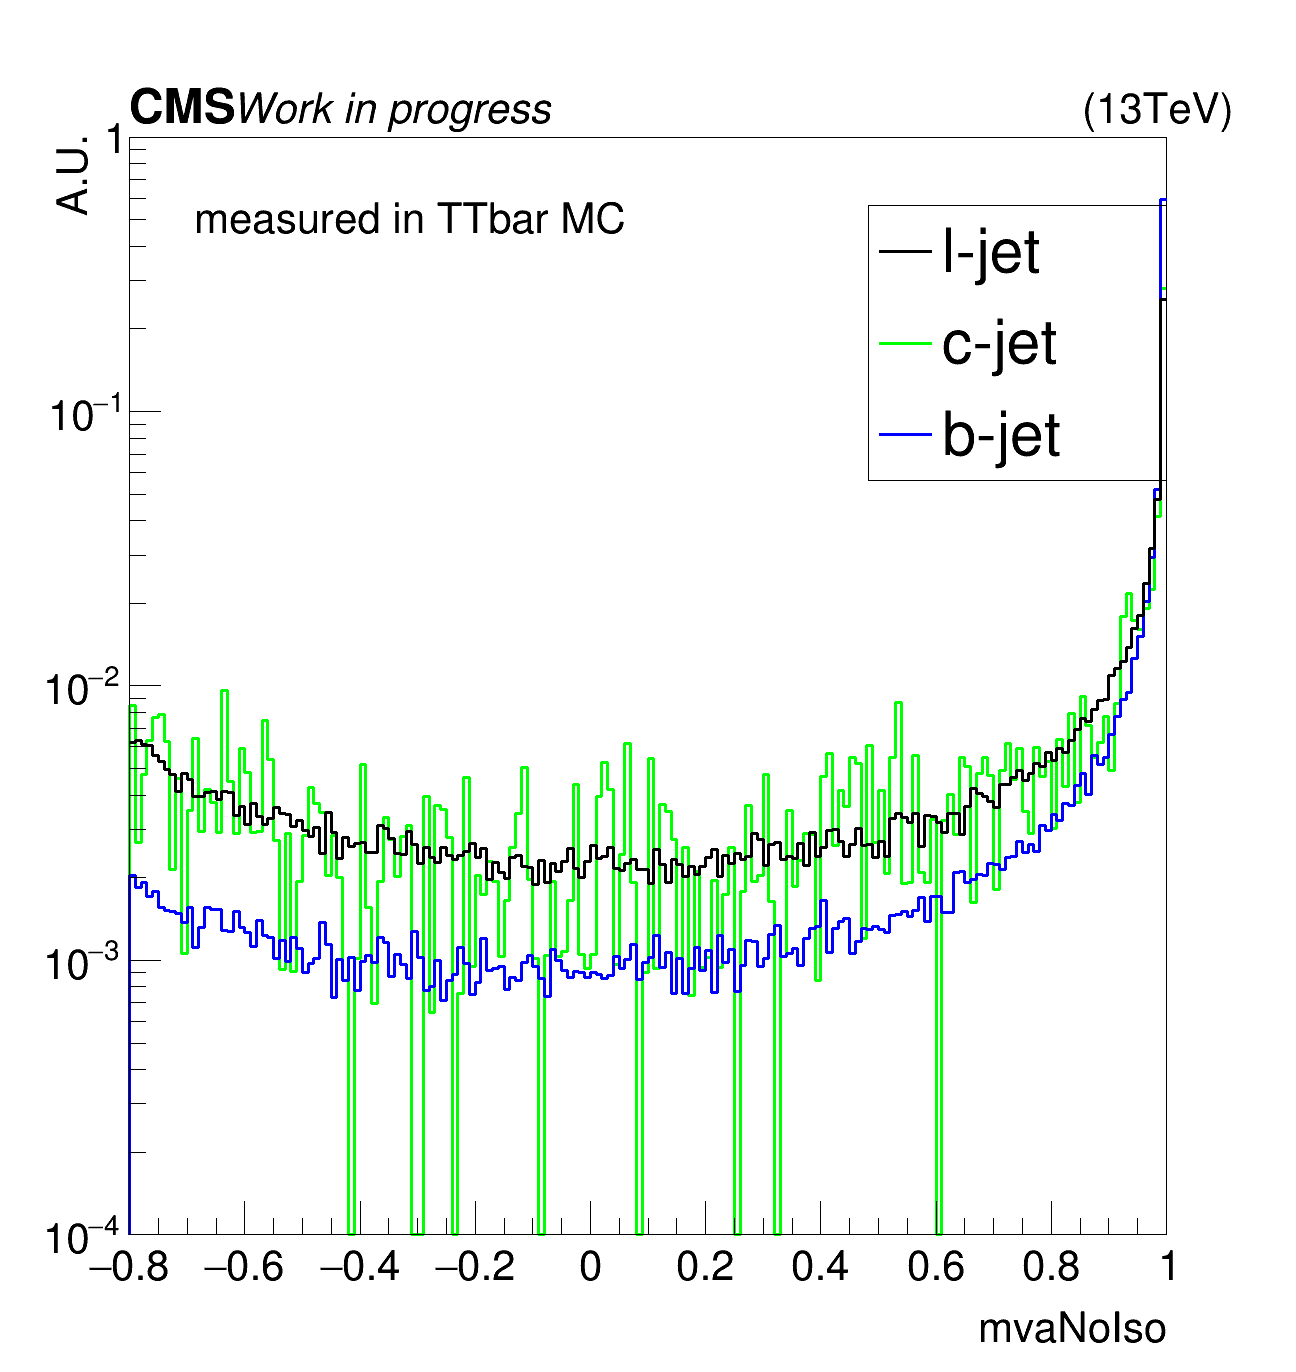 CMS Work in progress (13TeV)
A.U.
measured in TTbar MC
l-jet
c-jet
b-jet
1
10−1
10−2
10−3
10−4
−0.8 −0.6 −0.4 −0.2 0 0.2 0.4 0.6 0.8 1
mvaNoIso